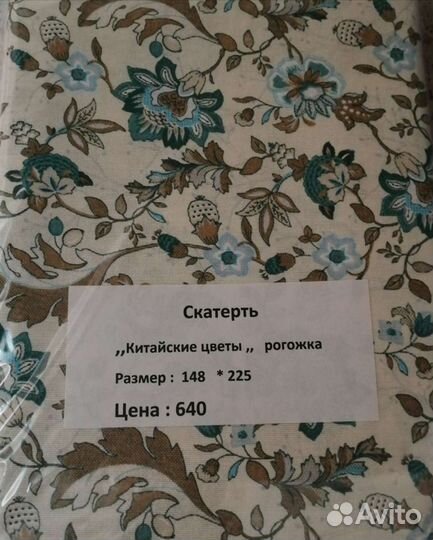 Скатерть
,,Китайские цветы ,, рогожка
Размер : 148 * 225
Цена : 640
Avito